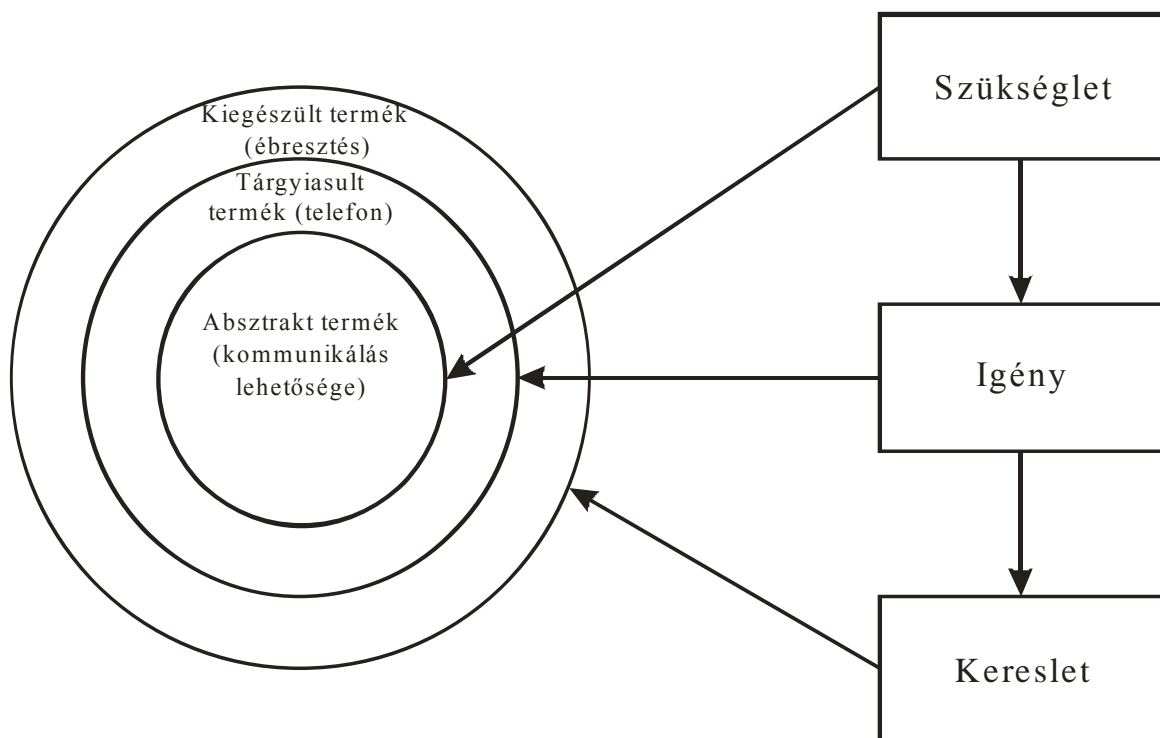 Kiegészült termék
(ébresztés)
Tárgyiasult
termék (telefon)
Absztrakt termék
(kommunikálás
lehetősége)
Szükséglet
Igény
Kereslet